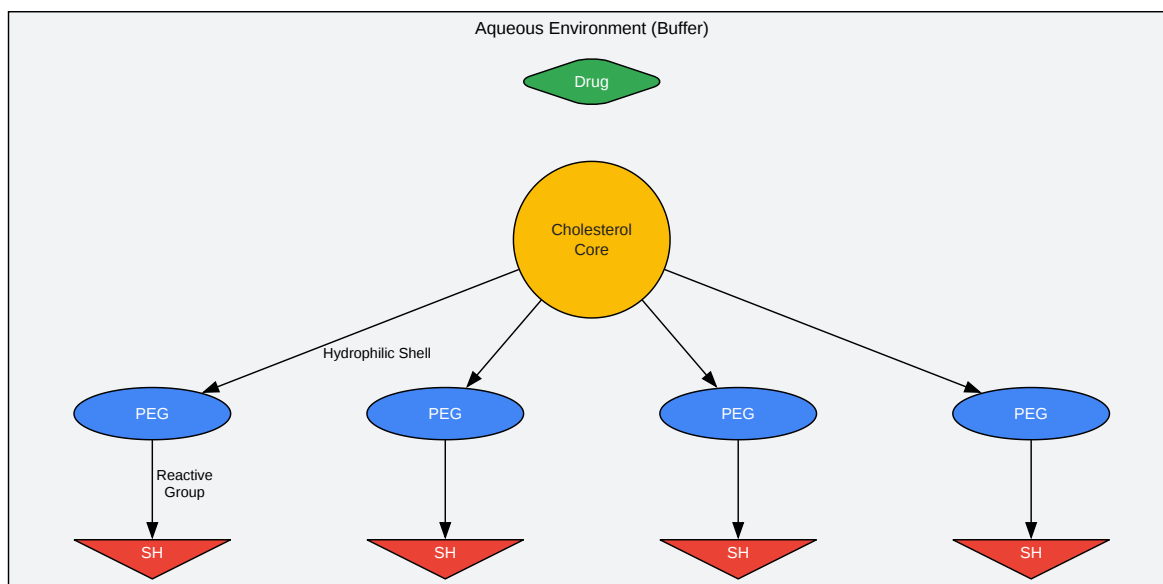 Aqueous Environment (Buffer)
Drug
Cholesterol
Core
Hydrophilic Shell
PEG
PEG
PEG
PEG
Reactive
Group
SH
SH
SH
SH